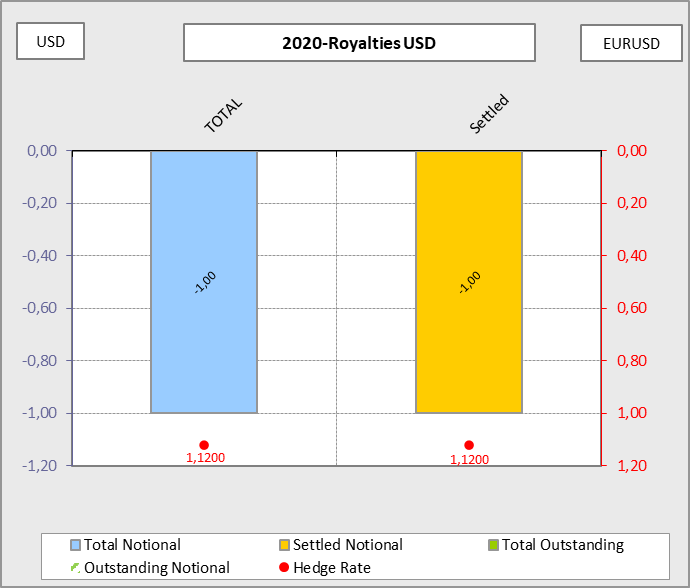 USD
2020-Royalties USD
EURUSD
TOTAL
Settled
0,00
0,00
-0,20
0,20
-0,40
0,40
-1,00
-1,00
-0,60
0,60
-0,80
0,80
-1,00
1,00
1,1200
1,1200
-1,20
1,20
Total Notional
Settled Notional
Total Outstanding
Outstanding Notional
Hedge Rate